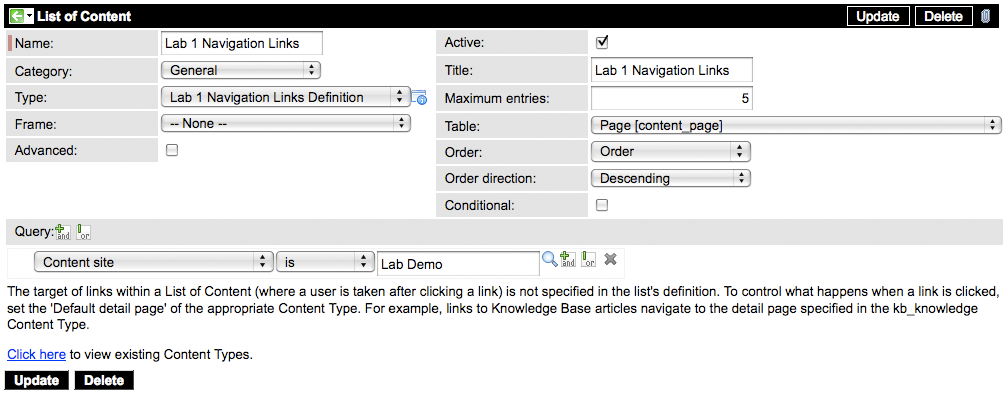 List of Content
Update
Delete
Name: Lab 1 Navigation Links
Category: General
Type: Lab 1 Navigation Links Definition
Frame: -- None --
Advanced:
Active:
Title: Lab 1 Navigation Links
Maximum entries: 5
Table: Page [content_page]
Order: Order
Order direction: Descending
Conditional:
Query: and or
Content site is Lab Demo and or
The target of links within a List of Content (where a user is taken after clicking a link) is not specified in the list's definition. To control what happens when a link is clicked,
set the 'Default detail page' of the appropriate Content Type. For example, links to Knowledge Base articles navigate to the detail page specified in the kb_knowledge
Content Type.
Click here to view existing Content Types.
Update Delete